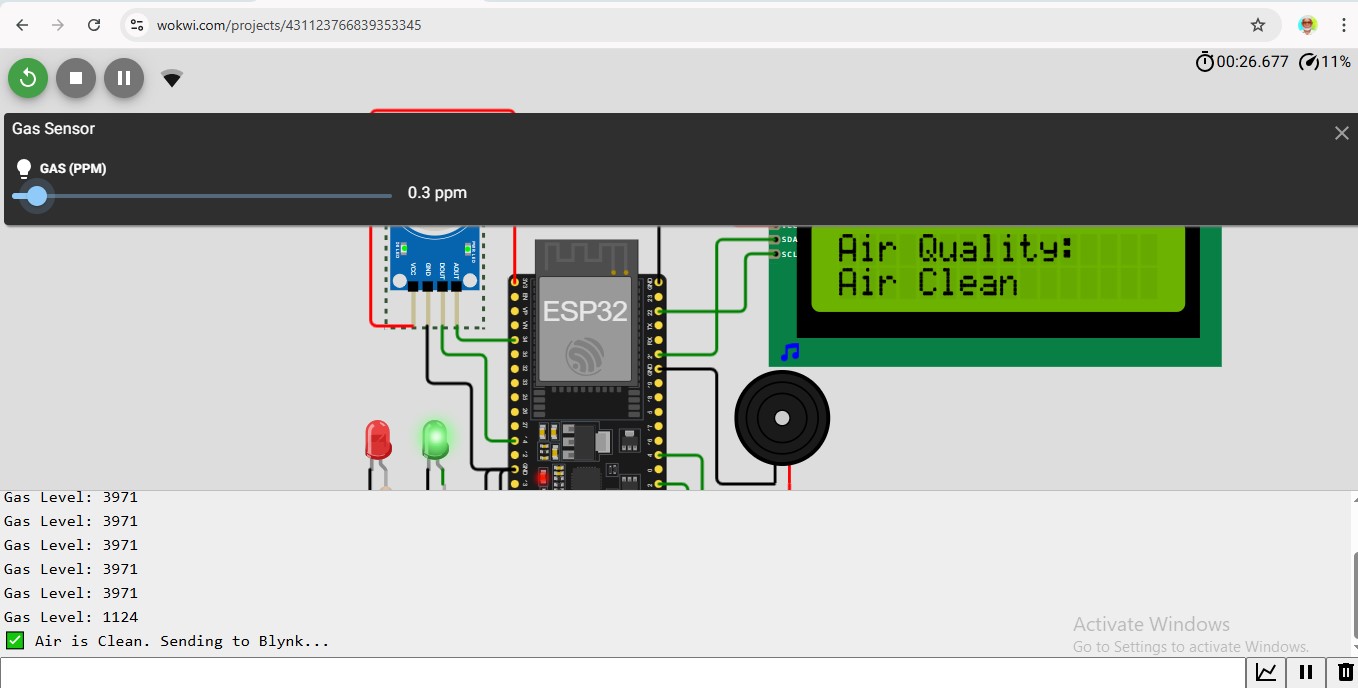 wokwi.com/projects/431123766839353345
00:26.677
11%
Gas Sensor
GAS (PPM)
0.3 ppm
SDA
SCL
Air Quality:
Air Clean
VCC
GND
DOUT
AOUT
ESP32
Gas Level: 3971
Gas Level: 3971
Gas Level: 3971
Gas Level: 3971
Gas Level: 3971
Gas Level: 1124
✅ Air is Clean. Sending to Blynk...
Activate Windows
Go to Settings to activate Windows.